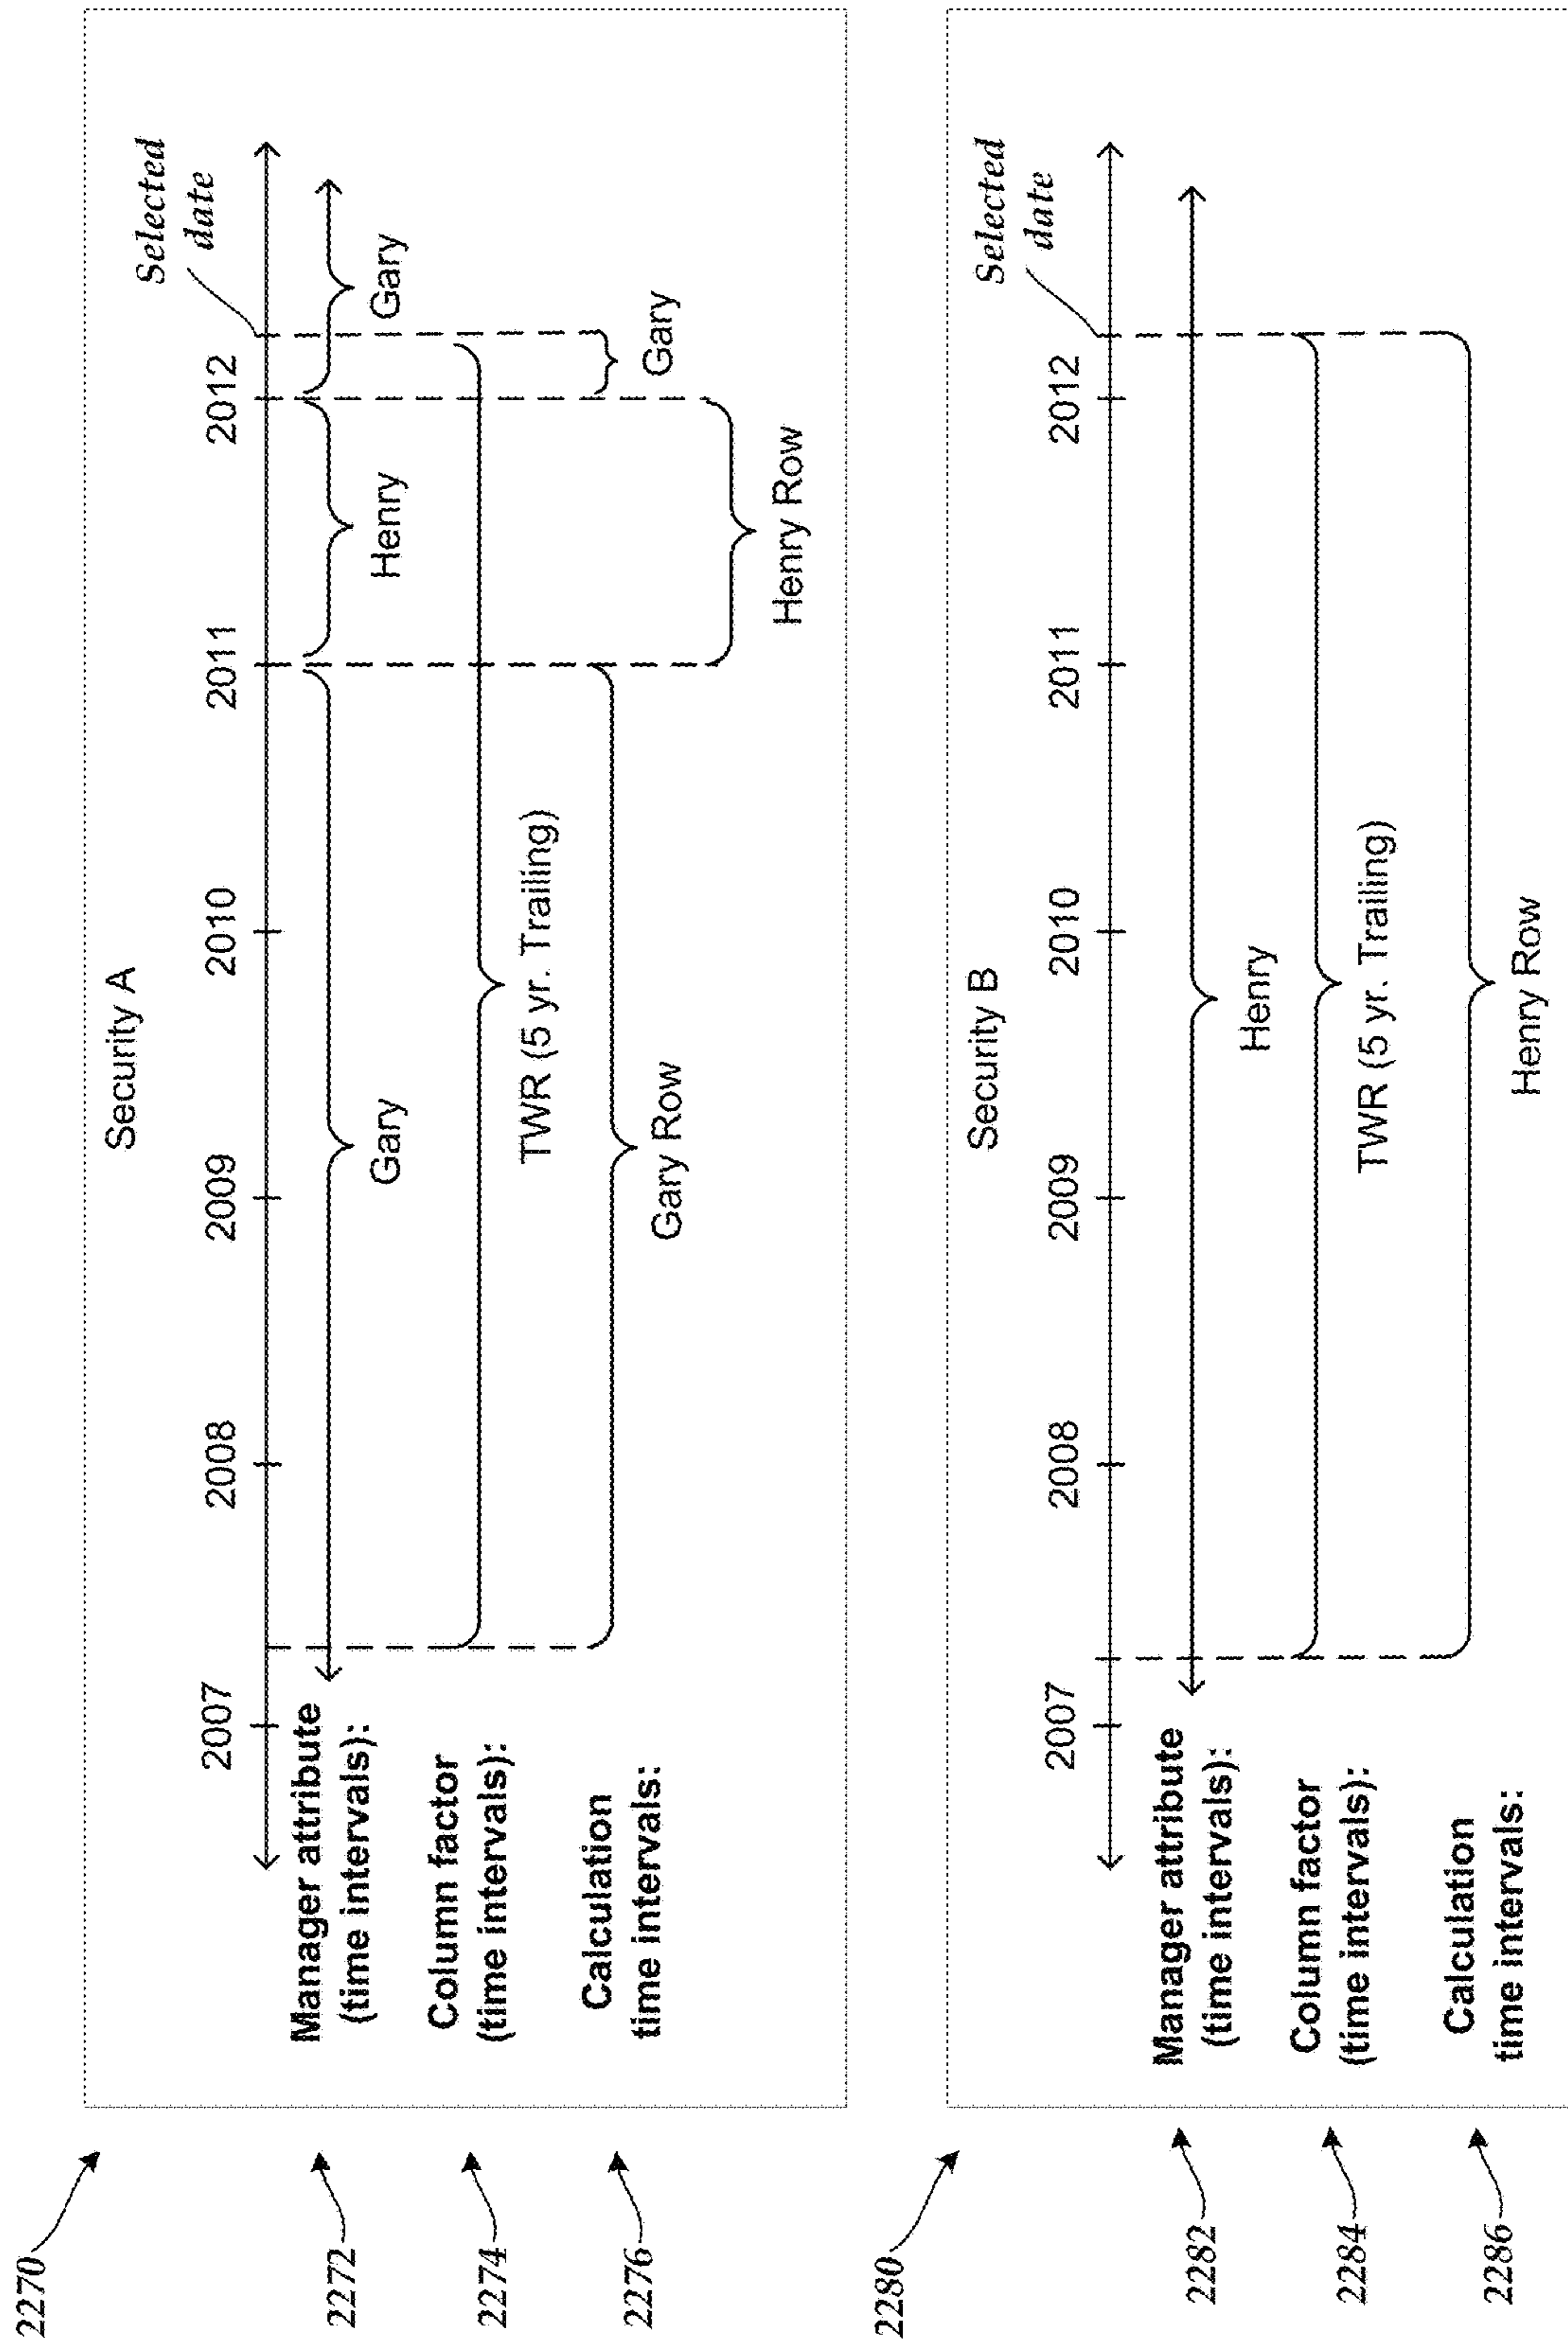 2270
Security A
Selected
date
2007
2008
2009
2010
2011
2012
2272
Manager attribute
(time intervals):
Gary
Henry
Gary
2274
Column factor
(time intervals):
TWR (5 yr. Trailing)
2276
Calculation
time intervals:
Gary Row
Gary
Henry Row
2280
Security B
Selected
date
2007
2008
2009
2010
2011
2012
2282
Manager attribute
(time intervals):
Henry
2284
Column factor
(time intervals):
TWR (5 yr. Trailing)
2286
Calculation
time intervals:
Henry Row